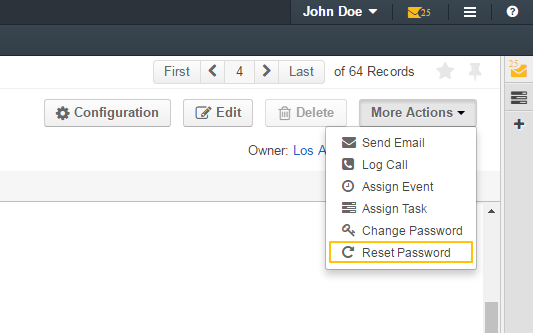 John Doe 25
First 4 Last of 64 Records
25
Configuration Edit Delete More Actions
Owner: Los A
Send Email
Log Call
Assign Event
Assign Task
Change Password
Reset Password